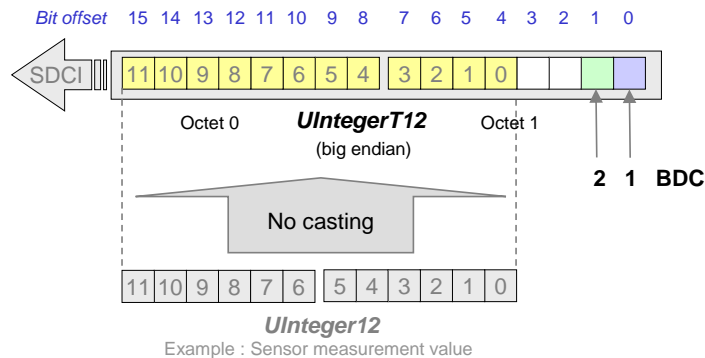 Bit offset 15 14 13 12 11 10 9 8 7 6 5 4 3 2 1 0
SDCI 11 10 9 8 7 6 5 4 3 2 1 0
Octet 0 UIntegerT12 Octet 1
(big endian)
2 1 BDC
No casting
11 10 9 8 7 6 5 4 3 2 1 0
UInteger12
Example : Sensor measurement value